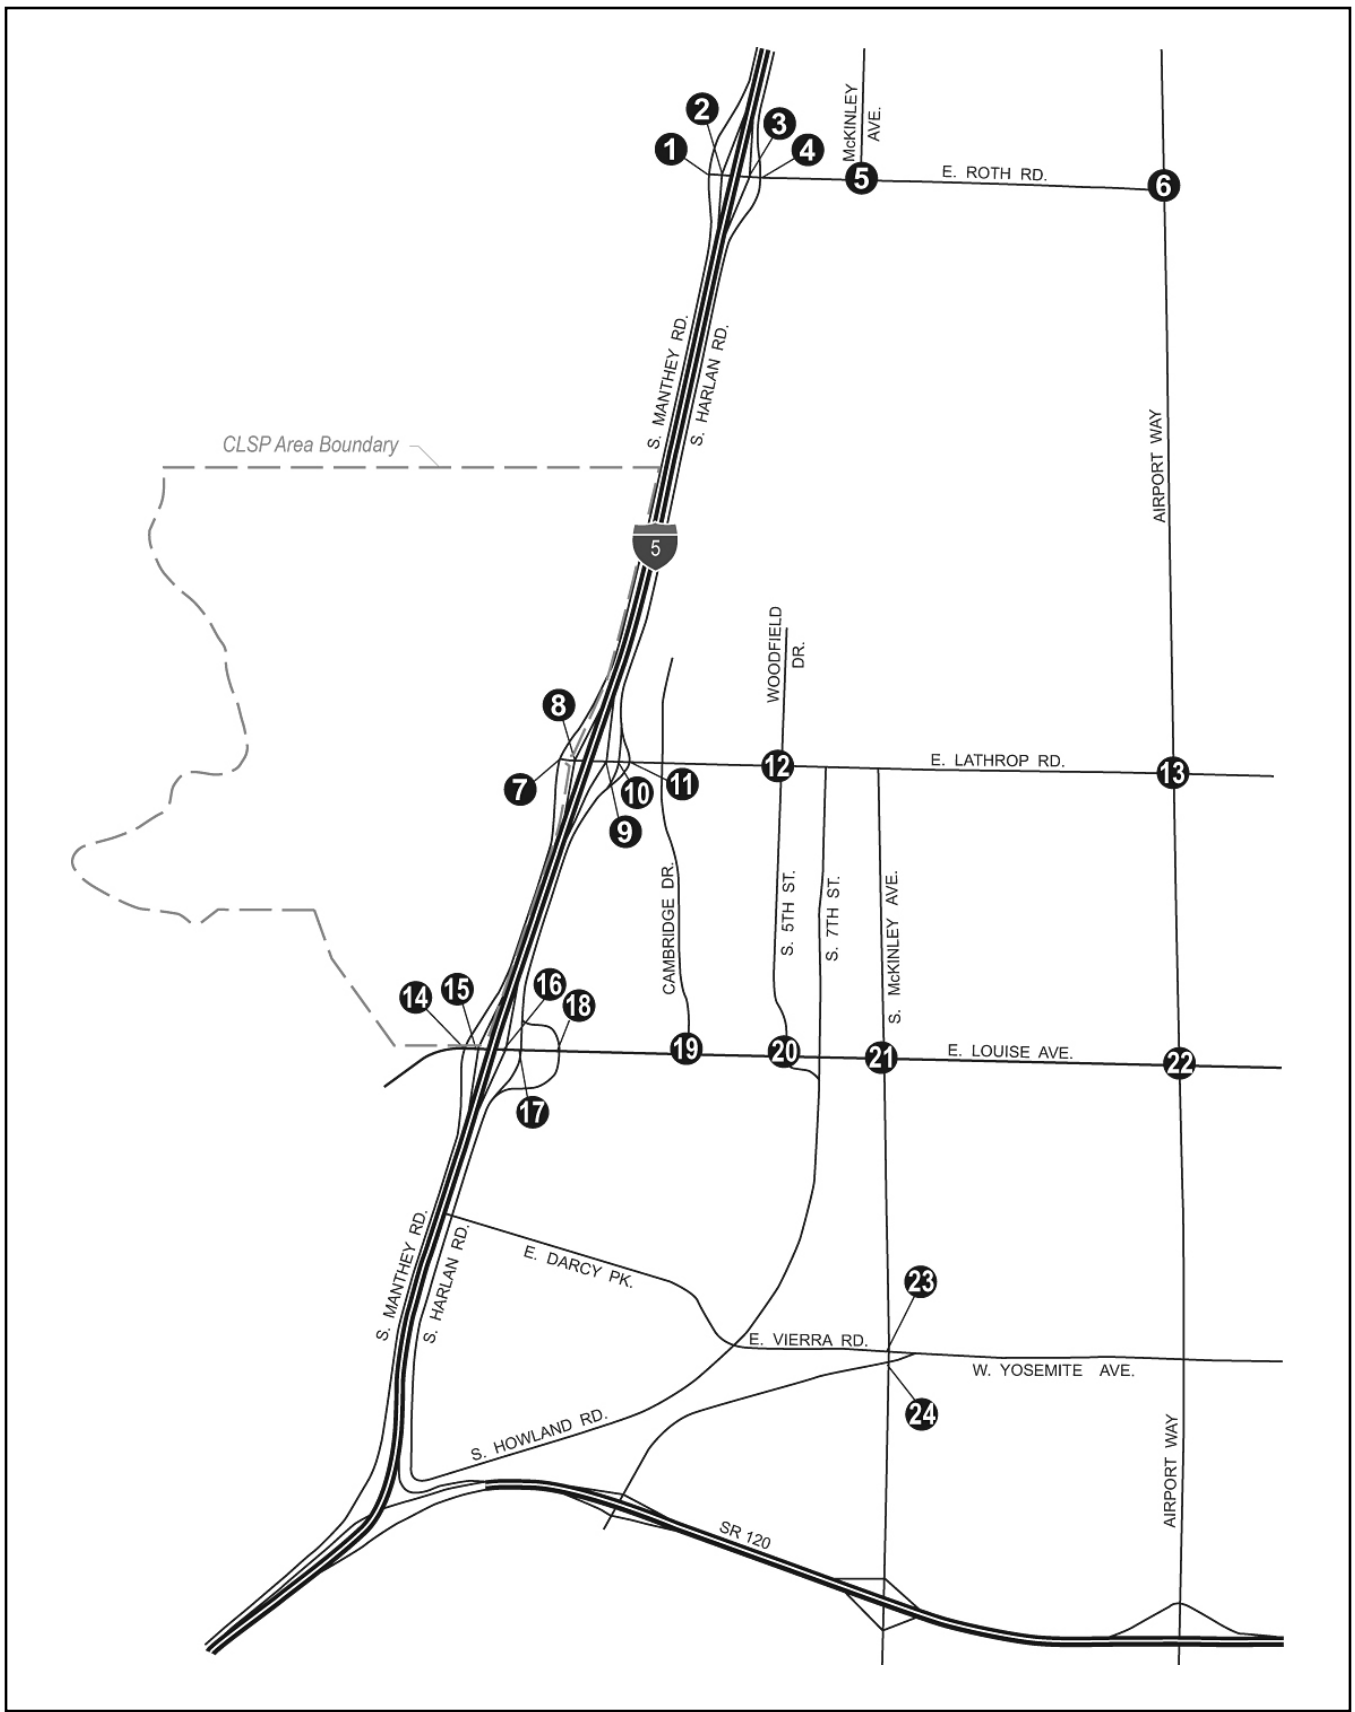 McKINLEY
AVE.
2
3
1
4
5
E. ROTH RD.
6
S. MANTHEY RD.
S. HARLAN RD.
AIRPORT WAY
CLSP Area Boundary
5
WOODFIELD
DR.
8
7
12
E. LATHROP RD.
13
11
10
9
CAMBRIDGE DR.
S. 5TH ST.
S. 7TH ST.
S. McKINLEY AVE.
14
15
16
18
19
20
21
E. LOUISE AVE.
22
17
S. MANTHEY RD.
S. HARLAN RD.
E. DARCY PK.
23
E. VIERRA RD.
W. YOSEMITE AVE.
24
S. HOWLAND RD.
AIRPORT WAY
SR 120